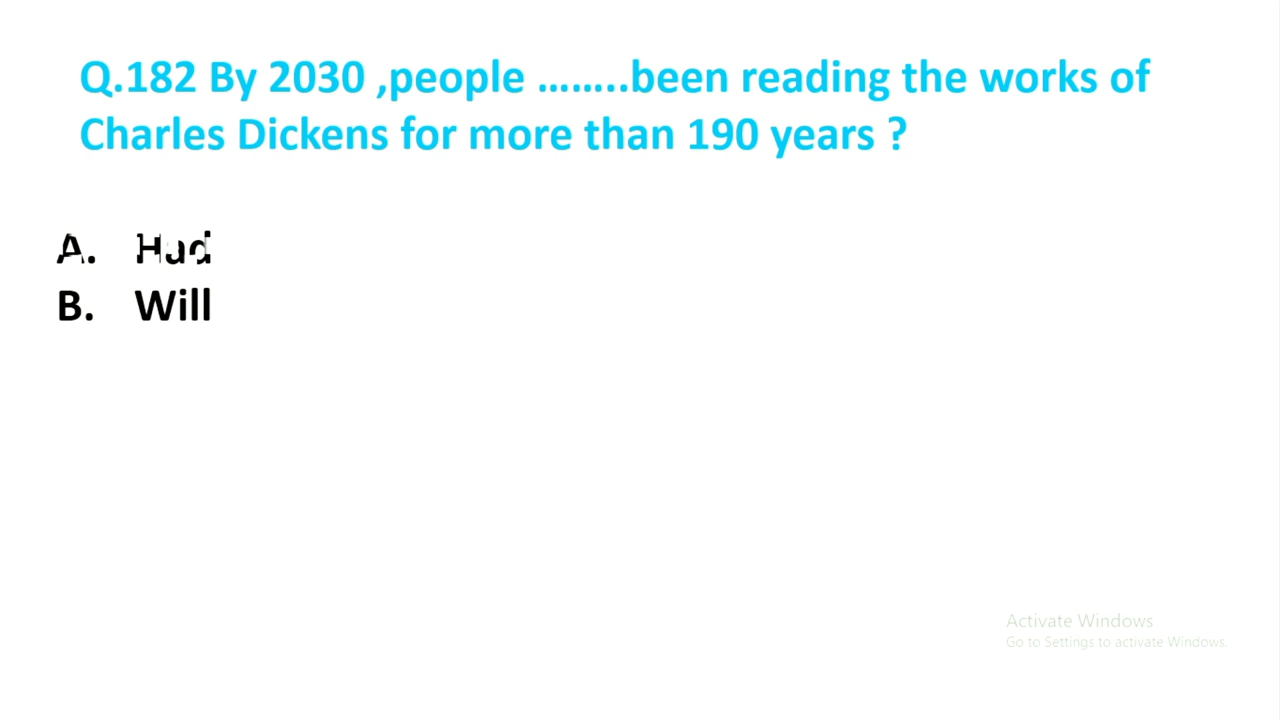 Q.182 By 2030 ,people ........been reading the works of
Charles Dickens for more than 190 years ?
A. Had
B. Will
Activate Windows
Go to Settings to activate Windows.